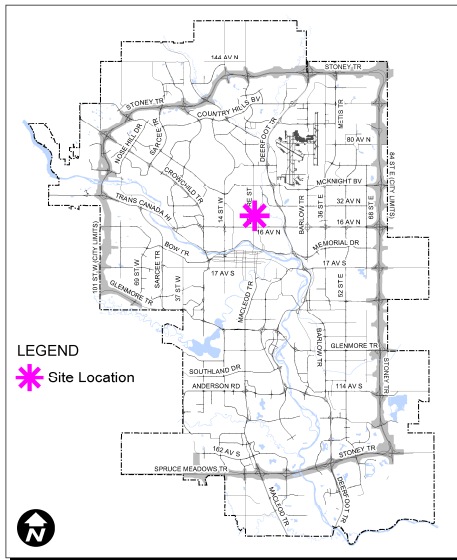 144 AV N
STONEY TR
STONEY TR
COUNTRY HILLS BV
METIS TR
NOSE HILL DR
SARCEE TR
DEERFOOT TR
80 AV N
84 ST E (CITY LIMITS)
CROWCHILD TR
MCKNIGHT BV
TRANS CANADA HI
14 ST W
E ST
BARLOW TR
36 ST E
32 AV N
68 ST E
16 AV N
16 AV N
101 ST W (CITY LIMITS)
BOW TR
MEMORIAL DR
69 ST W
SARCEE TR
37 ST W
17 AV S
17 AV S
52 ST E
GLENMORE TR
MACLEOD TR
BARLOW TR
GLENMORE TR
LEGEND
Site Location
SOUTHLAND DR
STONEY TR
ANDERSON RD
114 AV S
162 AV S
STONEY TR
SPRUCE MEADOWS TR
MACLEOD TR
DEERFOOT TR
N